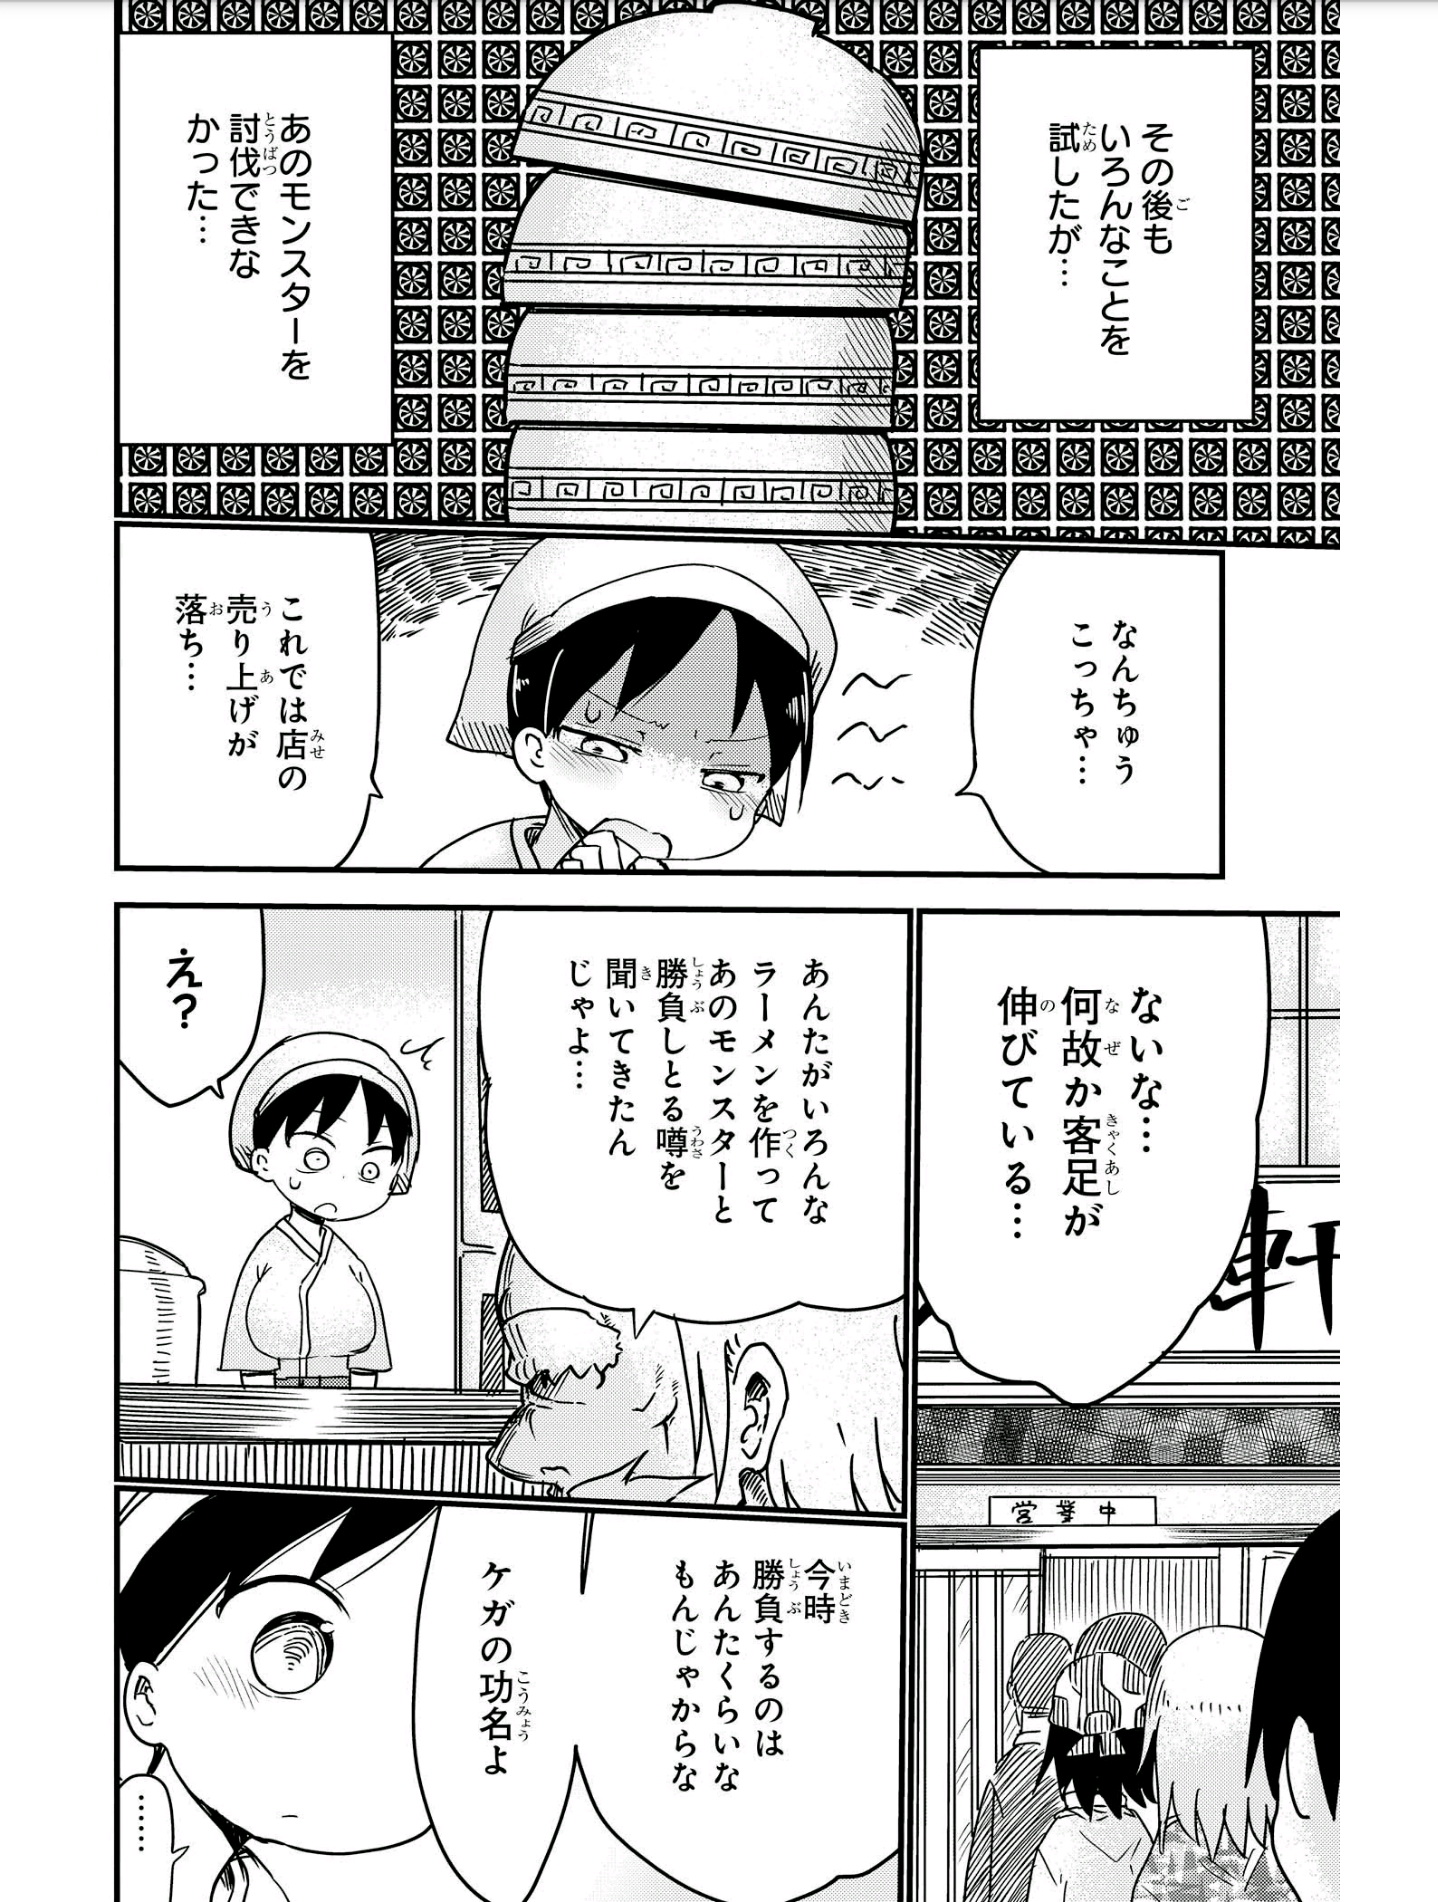 その後も
いろんなことを
試したが…
あのモンスターを
討伐できな
かった…
なんちゅう
こっちゃ…
これでは店の
売り上げが
落ち…
ないな…
何故か客足が
伸びている…
軒
営業中
あんたがいろんな
ラーメンを作って
あのモンスターと
勝負しとる噂を
聞いてきたん
じゃよ…
え?
今時
勝負するのは
あんたくらいな
もんじゃからな
ケガの功名よ
……